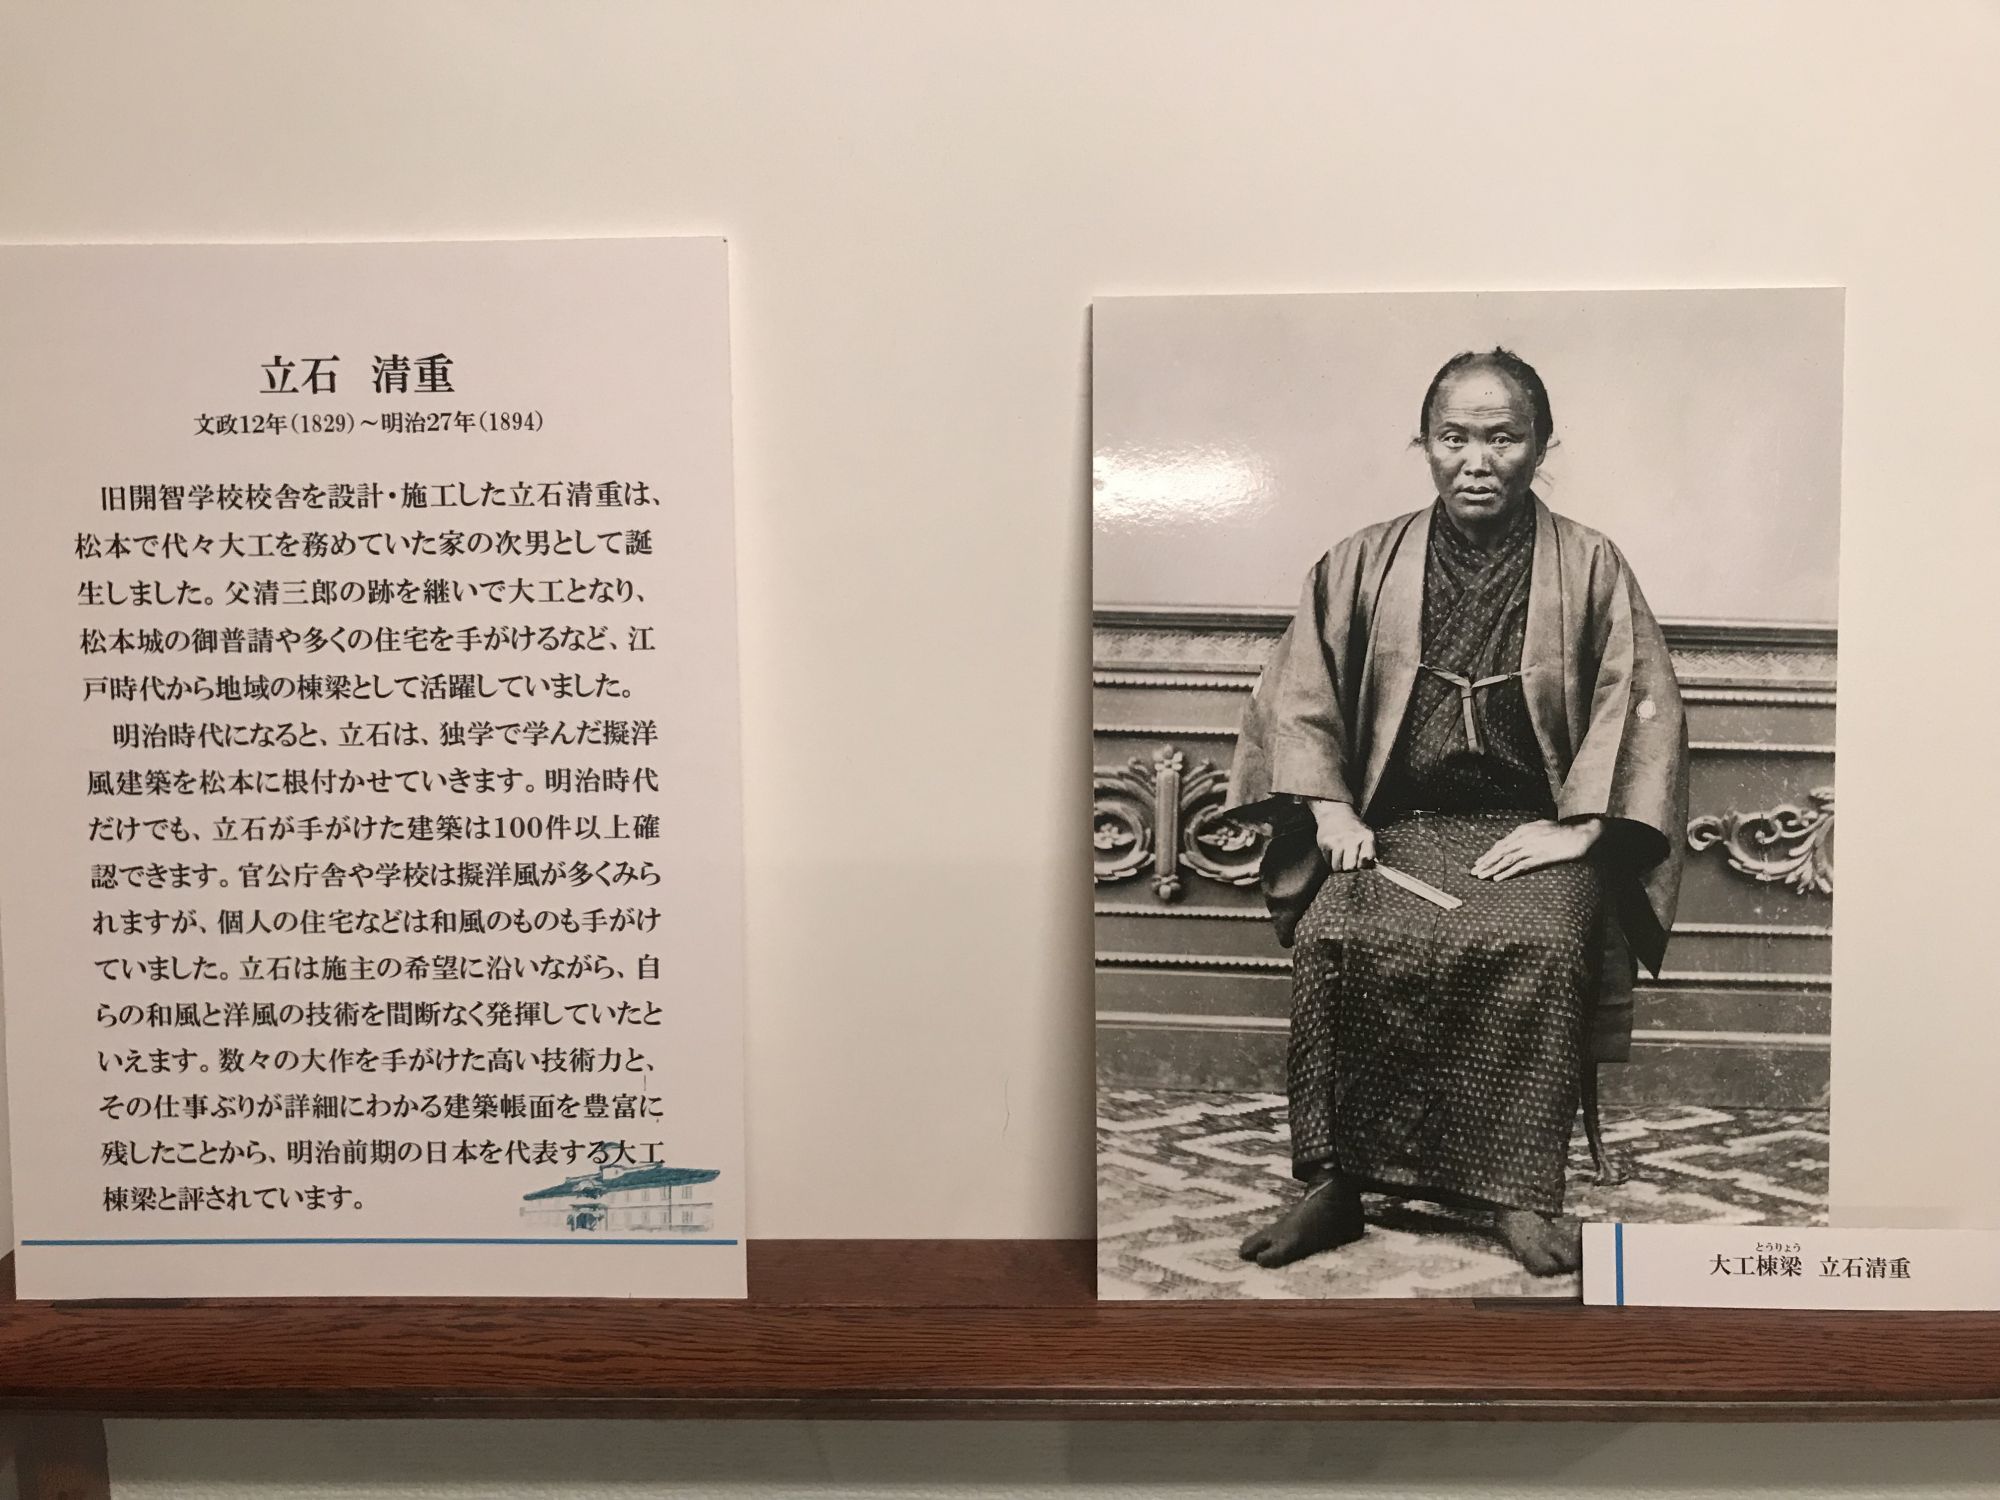 立石 清重
文政12年(1829)～明治27年(1894)
旧開智学校校舎を設計・施工した立石清重は、
松本で代々大工を務めていた家の次男として誕
生しました。父清三郎の跡を継いで大工となり、
松本城の御普請や多くの住宅を手がけるなど、江
戸時代から地域の棟梁として活躍していました。
明治時代になると、立石は、独学で学んだ擬洋
風建築を松本に根付かせていきます。明治時代
だけでも、立石が手がけた建築は100件以上確
認できます。官公庁舎や学校は擬洋風が多くみら
れますが、個人の住宅などは和風のものも手がけ
ていました。立石は施主の希望に沿いながら、自
らの和風と洋風の技術を間断なく発揮していたと
いえます。数々の大作を手がけた高い技術力と、
その仕事ぶりが詳細にわかる建築帳面を豊富に
残したことから、明治前期の日本を代表する大工
棟梁と評されています。
とうりょう
大工棟梁 立石清重